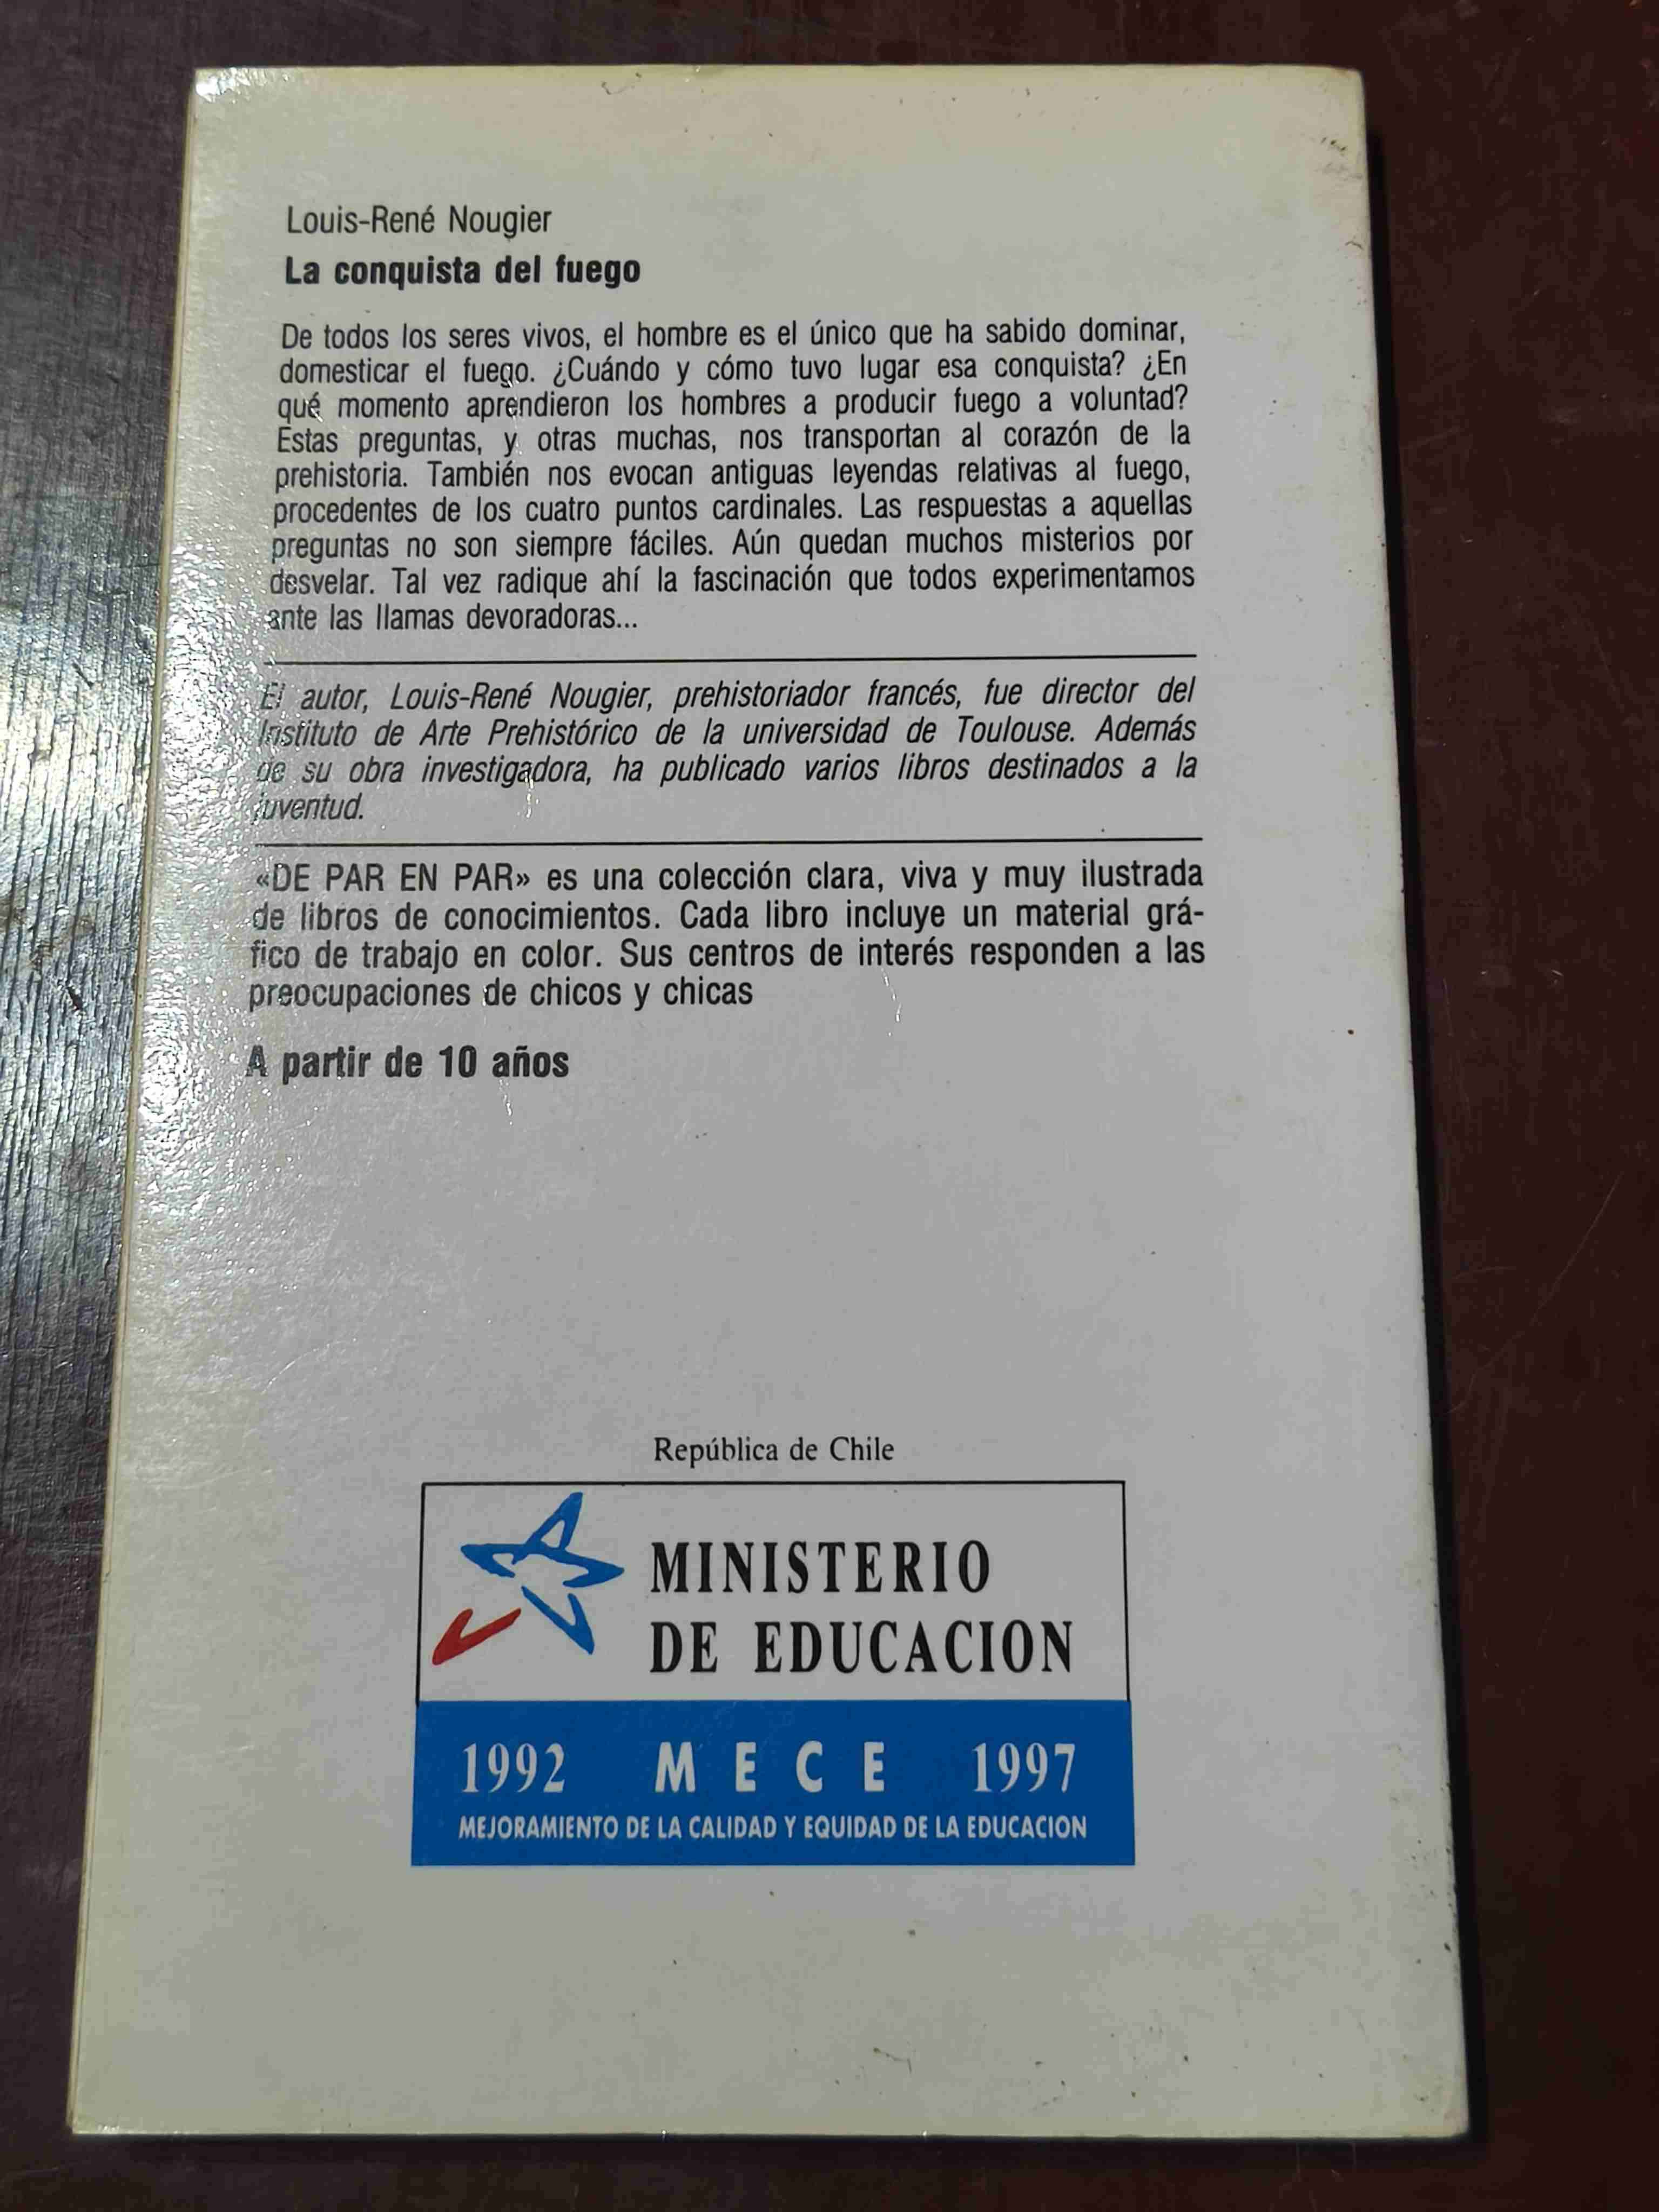 Louis-René Nougier
La conquista del fuego
De todos los seres vivos, el hombre es el único que ha sabido dominar,
domesticar el fuego. ¿Cuándo y cómo tuvo lugar esa conquista? ¿En
qué momento aprendieron los hombres a producir fuego a voluntad?
Estas preguntas, y otras muchas, nos transportan al corazón de la
prehistoria. También nos evocan antiguas leyendas relativas al fuego,
procedentes de los cuatro puntos cardinales. Las respuestas a aquellas
preguntas no son siempre fáciles. Aún quedan muchos misterios por
desvelar. Tal vez radique ahí la fascinación que todos experimentamos
ante las llamas devoradoras...
El autor, Louis-René Nougier, prehistoriador francés, fue director del
Instituto de Arte Prehistórico de la universidad de Toulouse. Además
de su obra investigadora, ha publicado varios libros destinados a la
juventud.
«DE PAR EN PAR» es una colección clara, viva y muy ilustrada
de libros de conocimientos. Cada libro incluye un material grá-
fico de trabajo en color. Sus centros de interés responden a las
preocupaciones de chicos y chicas
A partir de 10 años
República de Chile
MINISTERIO
DE EDUCACION
1992 MECE 1997
MEJORAMIENTO DE LA CALIDAD Y EQUIDAD DE LA EDUCACION